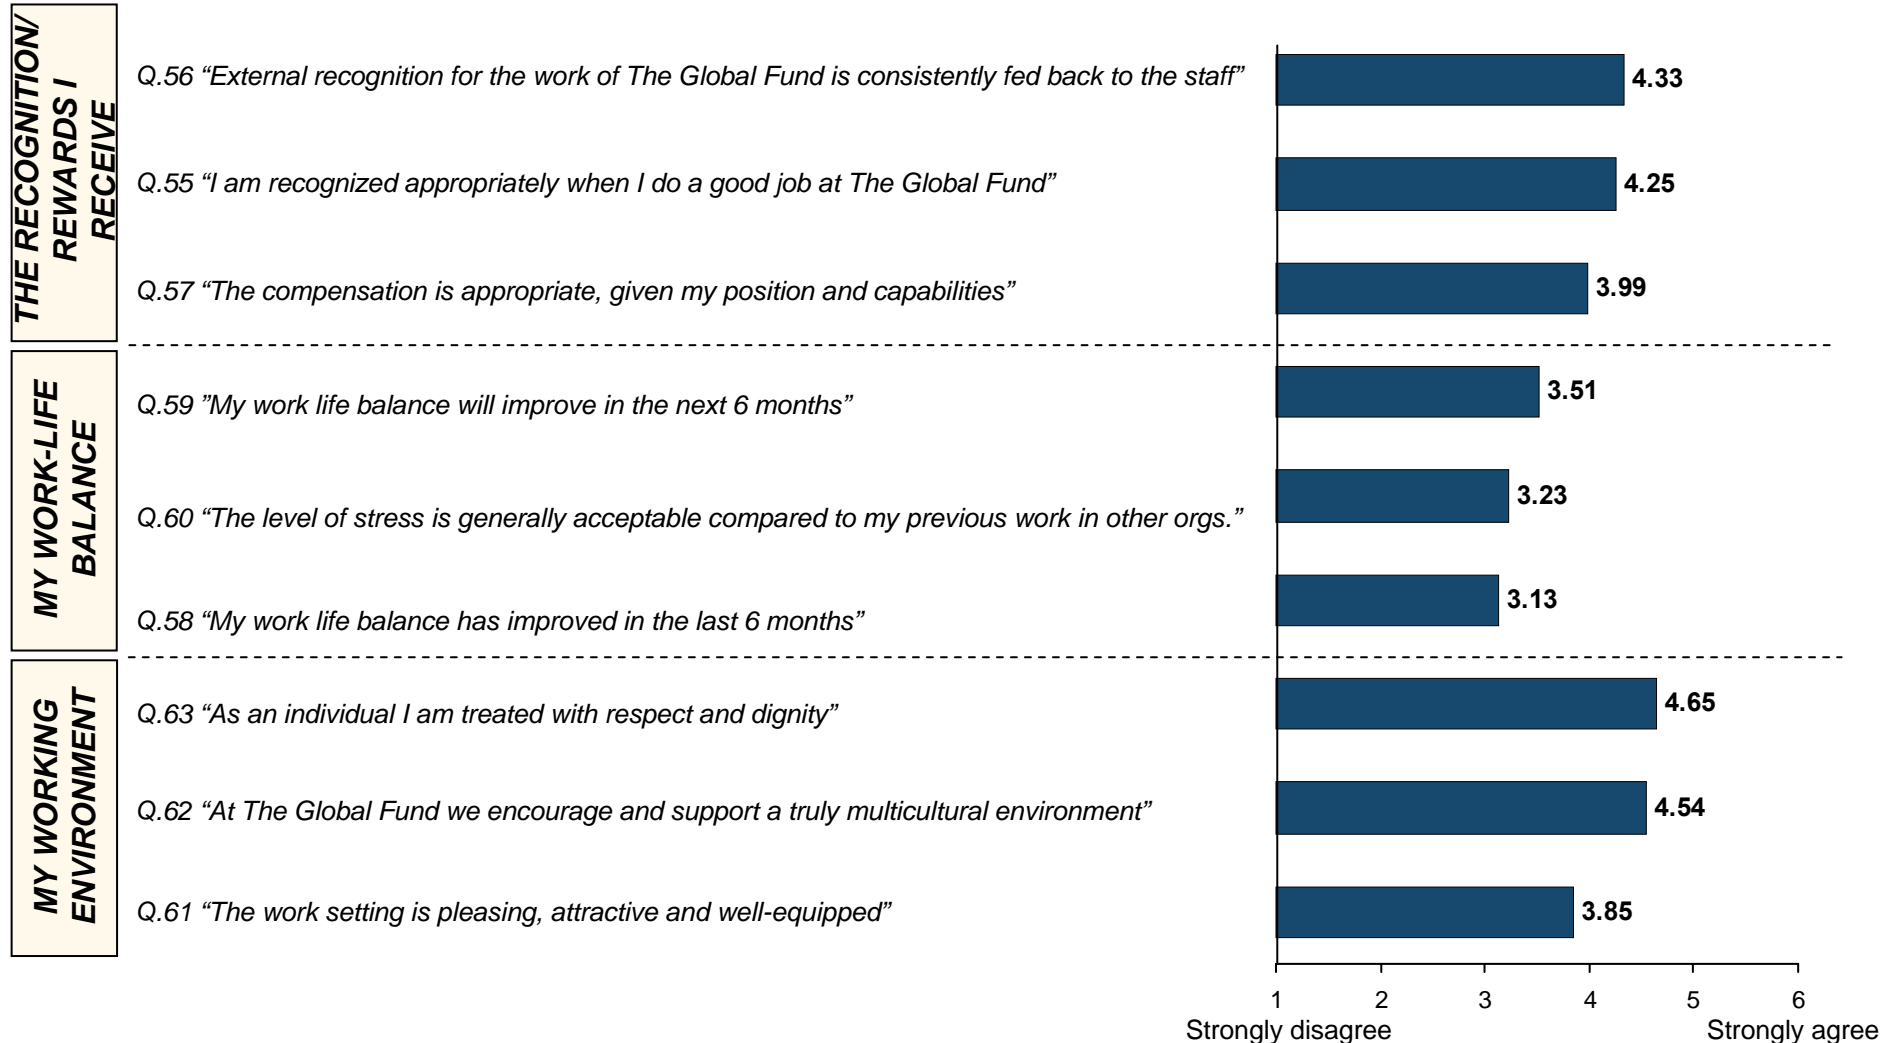 THE RECOGNITION/
REWARDS I
RECEIVE
Q.56 “External recognition for the work of The Global Fund is consistently fed back to the staff”
4.33
Q.55 “I am recognized appropriately when I do a good job at The Global Fund”
4.25
Q.57 “The compensation is appropriate, given my position and capabilities”
3.99
MY WORK-LIFE
BALANCE
Q.59 ”My work life balance will improve in the next 6 months”
3.51
Q.60 “The level of stress is generally acceptable compared to my previous work in other orgs.”
3.23
Q.58 “My work life balance has improved in the last 6 months”
3.13
MY WORKING
ENVIRONMENT
Q.63 “As an individual I am treated with respect and dignity”
4.65
Q.62 “At The Global Fund we encourage and support a truly multicultural environment”
4.54
Q.61 “The work setting is pleasing, attractive and well-equipped”
3.85
1 2 3 4 5 6
Strongly disagree Strongly agree